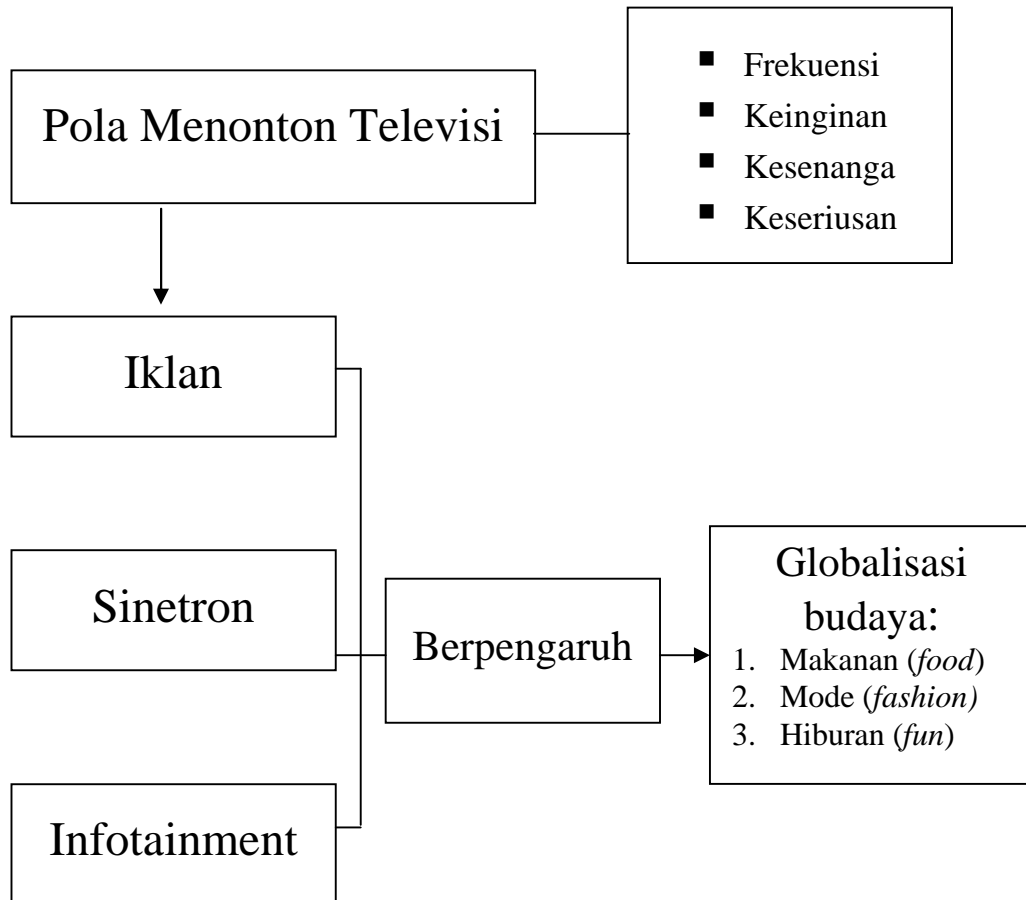 Pola Menonton Televisi
▪ Frekuensi
▪ Keinginan
▪ Kesenanga
▪ Keseriusan
Iklan
Sinetron
Infotainment
Berpengaruh
Globalisasi
budaya:
1. Makanan (food)
2. Mode (fashion)
3. Hiburan (fun)